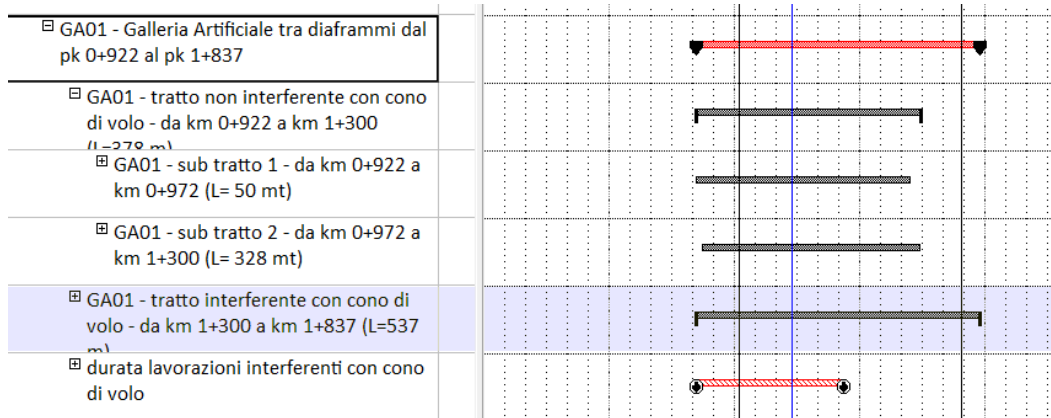 GA01 - Galleria Artificiale tra diaframmi dal
pk 0+922 al pk 1+837
GA01 - tratto non interferente con cono
di volo - da km 0+922 a km 1+300
(L=378 m)
GA01 - sub tratto 1 - da km 0+922 a
km 0+972 (L= 50 mt)
GA01 - sub tratto 2 - da km 0+972 a
km 1+300 (L= 328 mt)
GA01 - tratto interferente con cono di
volo - da km 1+300 a km 1+837 (L=537
m)
durata lavorazioni interferenti con cono
di volo